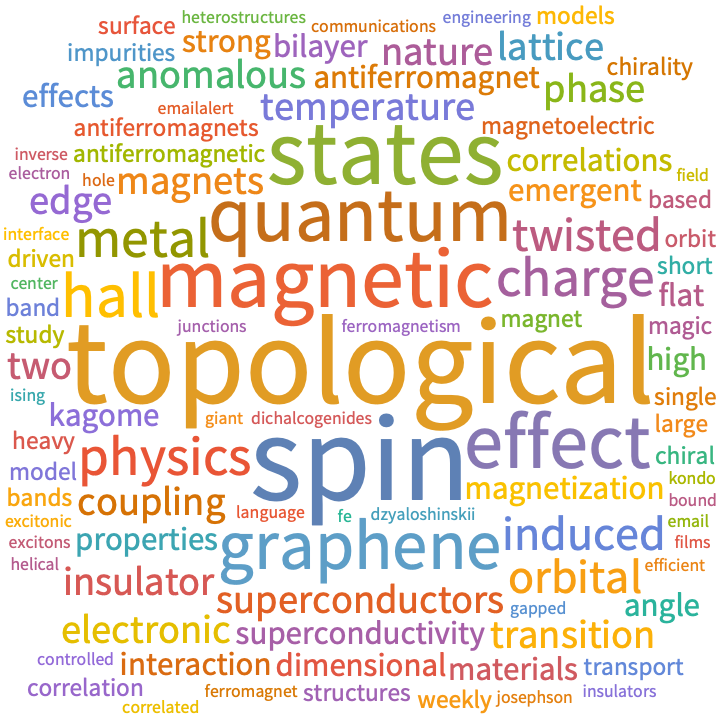 heterostructures
engineering
models
surface
communications
strong
bilayer
nature
lattice
impurities
anomalous
antiferromagnet
chirality
effects
phase
emailalert
temperature
antiferromagnets
states
magnetoelectric
inverse
antiferromagnetic
correlations
electron
hole
magnets
emergent
field
edge
quantum
based
interface
metal
twisted
orbit
driven
magnetic
charge
short
center
hall
flat
band
junctions
ferromagnetism
magnet
magic
study
topological
high
two
ising
single
kagome
giant
dichalcogenides
large
heavy
physics
spin
effect
chiral
model
kondo
bands
coupling
magnetization
bound
excitonic
language
fe
dzyaloshinskii
email
excitons
properties
graphene
induced
films
helical
insulator
orbital
efficient
superconductors
gapped
angle
electronic
superconductivity
transition
controlled
interaction
dimensional
materials
transport
correlation
ferromagnet
structures
weekly
josephson
insulators
correlated